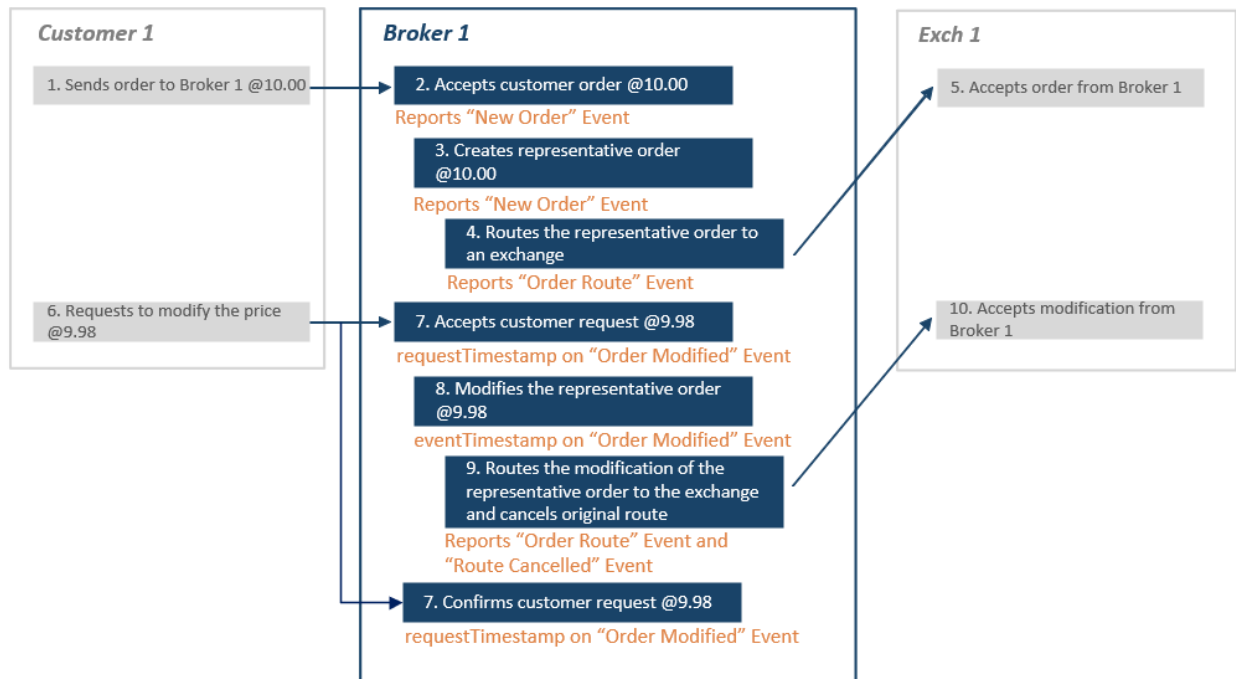 Customer 1
1. Sends order to Broker 1 @10.00
6. Requests to modify the price
@9.98
Broker 1
2. Accepts customer order @10.00
Reports “New Order” Event
3. Creates representative order
@10.00
Reports “New Order” Event
4. Routes the representative order to
an exchange
Reports “Order Route” Event
7. Accepts customer request @9.98
requestTimestamp on “Order Modified” Event
8. Modifies the representative order
@9.98
eventTimestamp on “Order Modified” Event
9. Routes the modification of the
representative order to the exchange
and cancels original route
Reports “Order Route” Event and
“Route Cancelled” Event
7. Confirms customer request @9.98
requestTimestamp on “Order Modified” Event
Exch 1
5. Accepts order from Broker 1
10. Accepts modification from
Broker 1